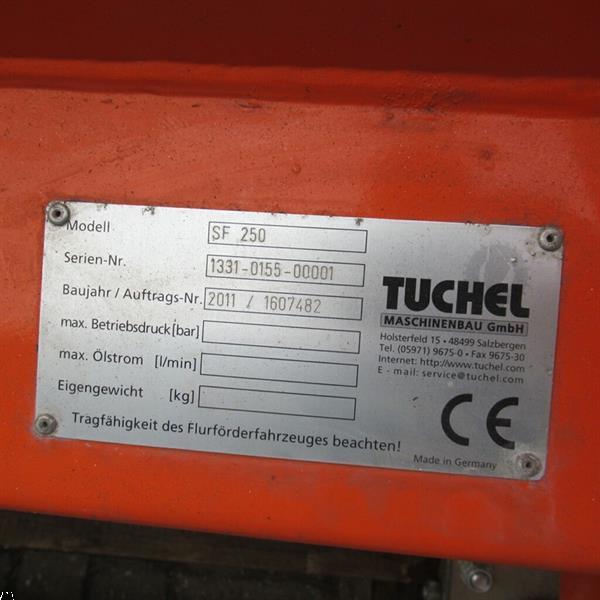 Modell SF 250
Serien-Nr. 1331-0155-00001
Baujahr / Auftrags-Nr. 2011 / 1607482
max. Betriebsdruck [bar]
max. Ölstrom [l/min]
Eigengewicht [kg]
Tragfähigkeit des Flurförderfahrzeuges beachten!
TUCHEL
MASCHINENBAU GmbH
Holsterfeld 15 • 48499 Salzbergen
Tel. (05971) 9675-0 • Fax 9675-30
Internet: http://www.tuchel.com
E - mail: service@tuchel.com
CE
Made in Germany